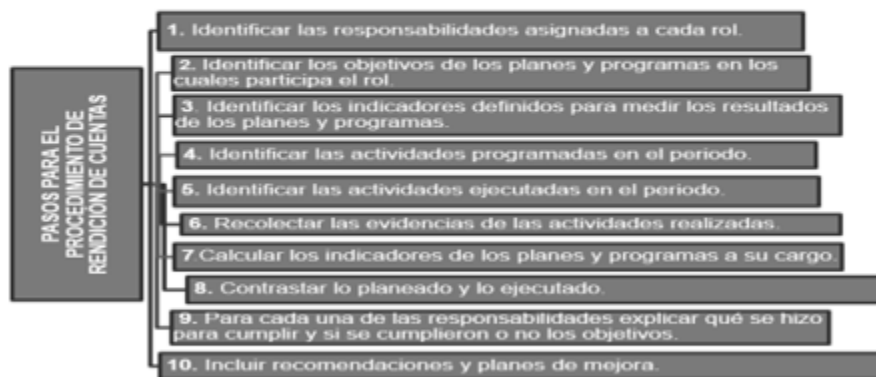 PASOS PARA EL
PROCEDIMIENTO DE
RENDICIÓN DE CUENTAS
1. Identificar las responsabilidades asignadas a cada rol.
2. Identificar los objetivos de los planes y programas en los
cuales participa el rol.
3. Identificar los indicadores definidos para medir los resultados
de los planes y programas.
4. Identificar las actividades programadas en el periodo.
5. Identificar las actividades ejecutadas en el periodo.
6. Recolectar las evidencias de las actividades realizadas.
7 Calcular los indicadores de los planes y programas a su cargo.
8. Contrastar lo planeado y lo ejecutado.
9. Para cada una de las responsabilidades explicar qué se hizo
para cumplir y si se cumplieron o no los objetivos.
10. Incluir recomendaciones y planes de mejora.